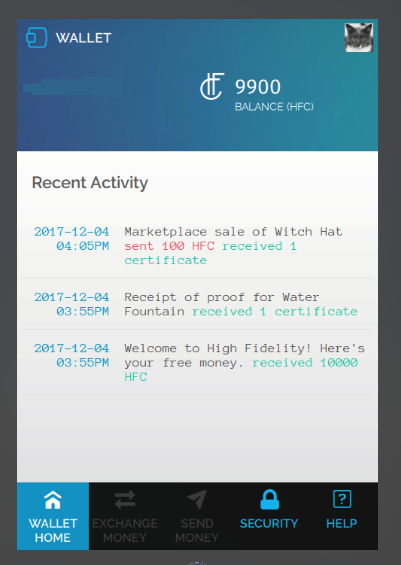 WALLET
9900
BALANCE (HFC)
Recent Activity
2017-12-04 Marketplace sale of Witch Hat
04:05PM sent 100 HFC received 1
certificate
2017-12-04 Receipt of proof for Water
03:55PM Fountain received 1 certificate
2017-12-04 Welcome to High Fidelity! Here's
03:55PM your free money. received 10000
HFC
WALLET HOME
EXCHANGE MONEY
SEND MONEY
SECURITY
HELP